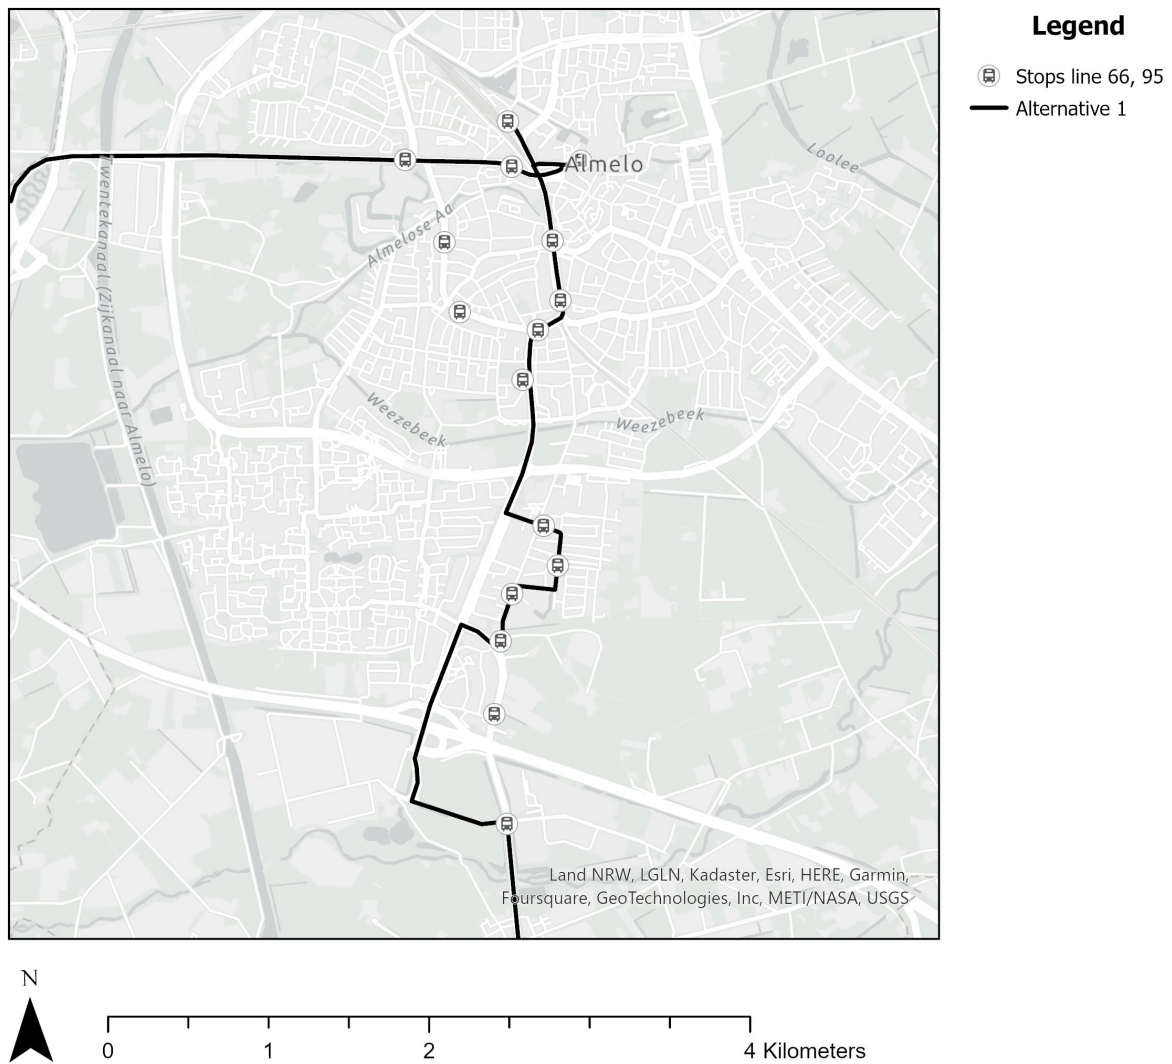 Legend
Stops line 66, 95
Alternative 1
Almelo
Loolee
Almelose Aa
Twentekanaal (Zijkanaal naar Almelo)
Weezebeek
Weezebeek
Land NRW, LGLN, Kadaster, Esri, HERE, Garmin,
Foursquare, GeoTechnologies, Inc, METI/NASA, USGS
N
0 1 2 4 Kilometers